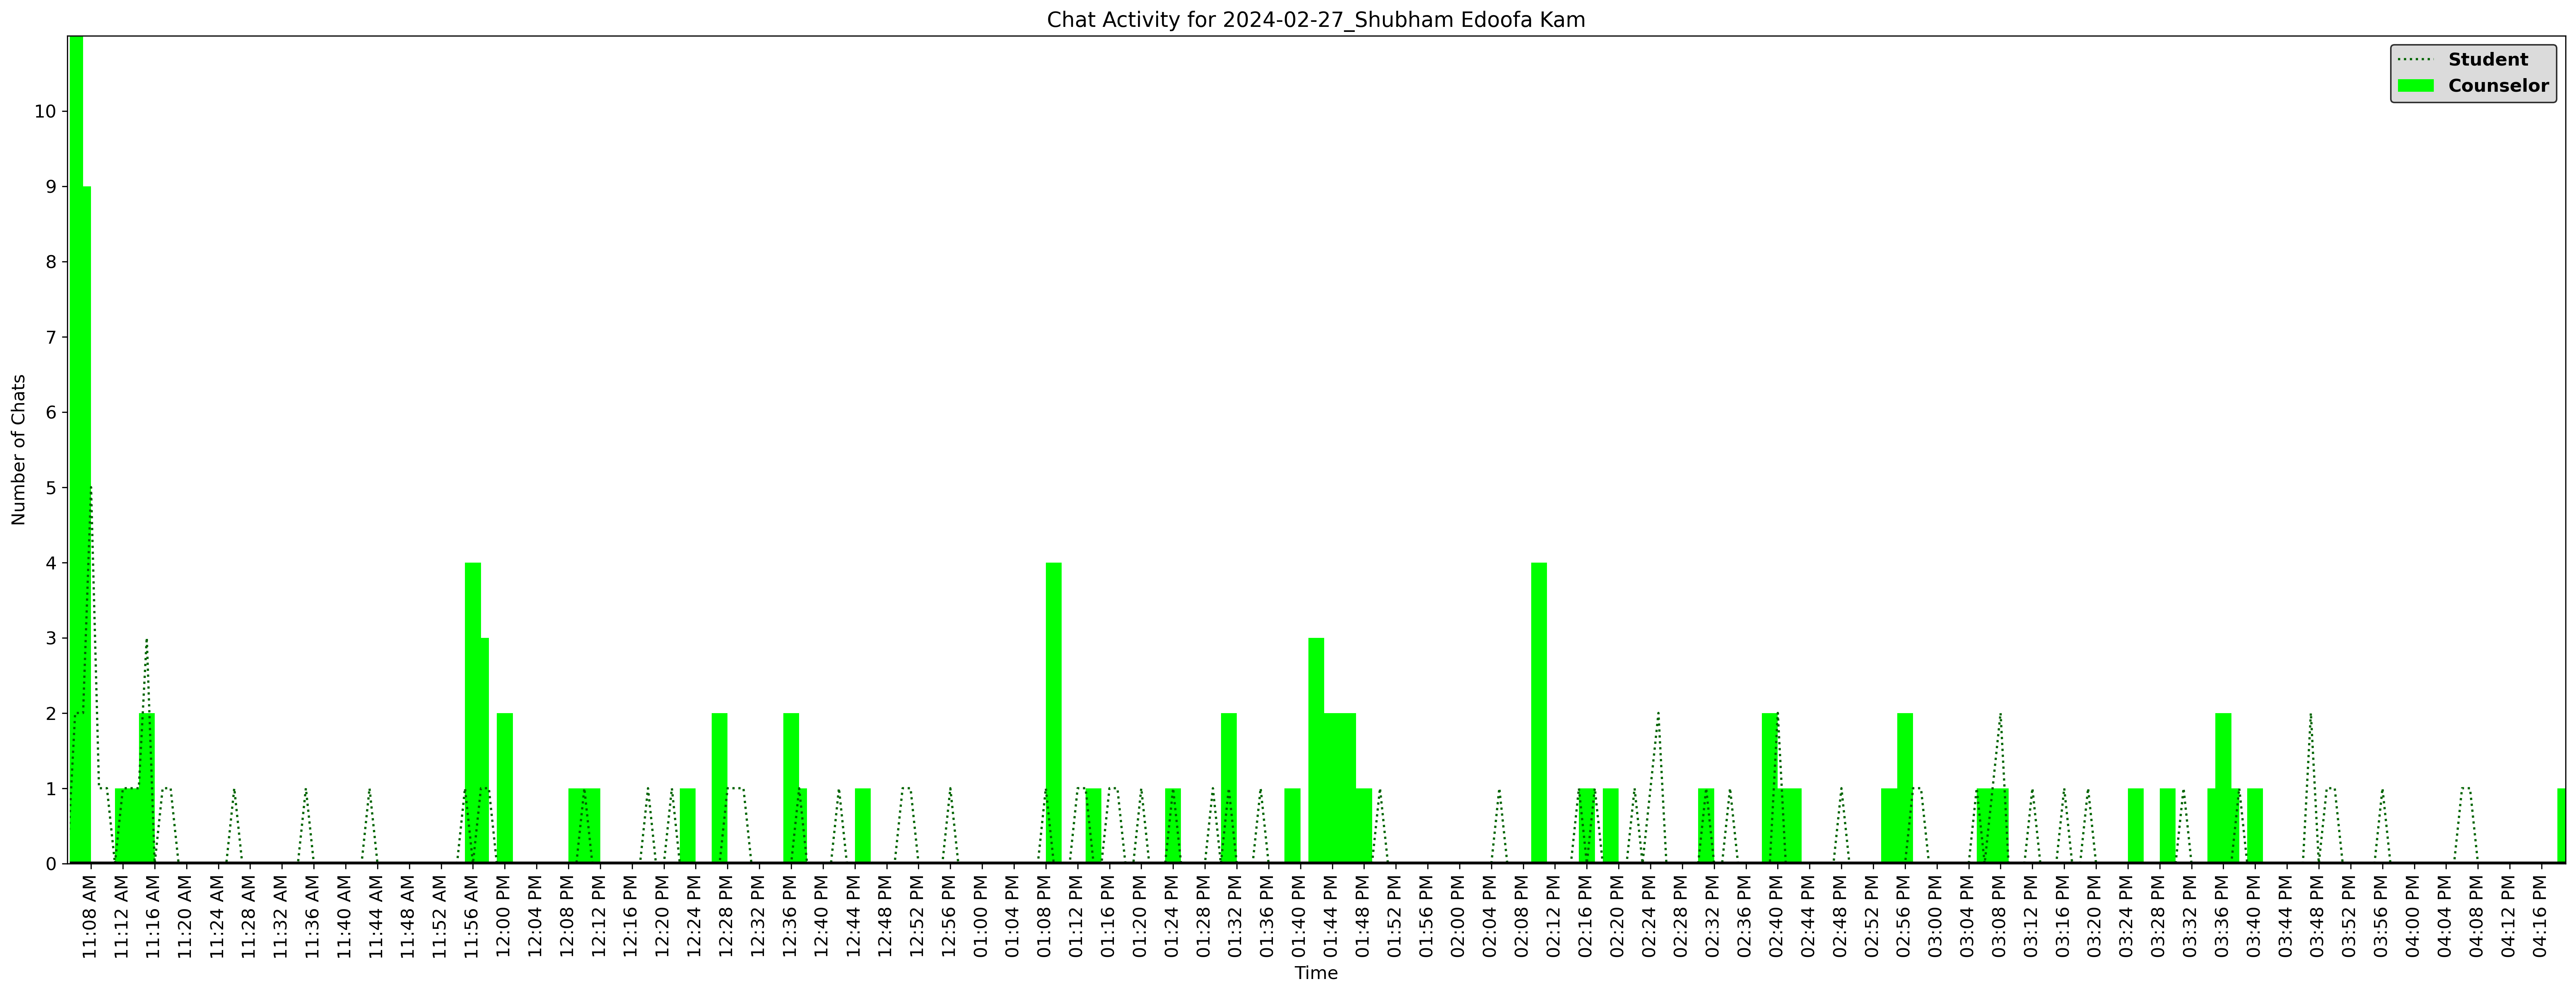 Chat Activity for 2024-02-27_Shubham Edoofa Kam
Student
Counselor
Number of Chats
10
9
8
7
6
5
4
3
2
1
0
11:08 AM
11:12 AM
11:16 AM
11:20 AM
11:24 AM
11:28 AM
11:32 AM
11:36 AM
11:40 AM
11:44 AM
11:48 AM
11:52 AM
11:56 AM
12:00 PM
12:04 PM
12:08 PM
12:12 PM
12:16 PM
12:20 PM
12:24 PM
12:28 PM
12:32 PM
12:36 PM
12:40 PM
12:44 PM
12:48 PM
12:52 PM
12:56 PM
01:00 PM
01:04 PM
01:08 PM
01:12 PM
01:16 PM
01:20 PM
01:24 PM
01:28 PM
01:32 PM
01:36 PM
01:40 PM
01:44 PM
01:48 PM
01:52 PM
01:56 PM
02:00 PM
02:04 PM
02:08 PM
02:12 PM
02:16 PM
02:20 PM
02:24 PM
02:28 PM
02:32 PM
02:36 PM
02:40 PM
02:44 PM
02:48 PM
02:52 PM
02:56 PM
03:00 PM
03:04 PM
03:08 PM
03:12 PM
03:16 PM
03:20 PM
03:24 PM
03:28 PM
03:32 PM
03:36 PM
03:40 PM
03:44 PM
03:48 PM
03:52 PM
03:56 PM
04:00 PM
04:04 PM
04:08 PM
04:12 PM
04:16 PM
Time